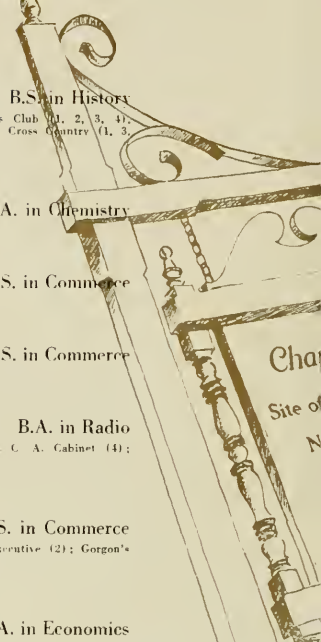 B.S. in History
Club (1, 2, 3, 4),
Cross Country (1, 3,
A. in Chemistry
S. in Commerce
S. in Commerce
B.A. in Radio
C. A. Cabinet (4);
S. in Commerce
(2); Gorgon's
A. in Economics
Site of